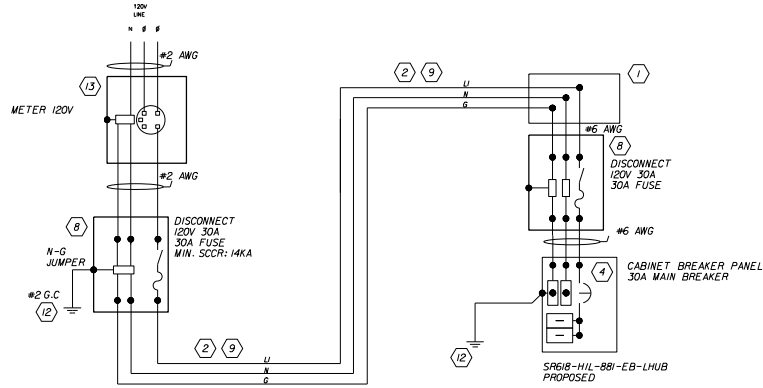 120V
LINE
N Ø Ø
#2 AWG
13
METER 120V
#2 AWG
8
DISCONNECT
120V 30A
30A FUSE
MIN. SCCR: 14KA
N-G
JUMPER
#2 G.C
12
2 9
U
N
G
2 9
U
N
G
1
#6 AWG
8
DISCONNECT
120V 30A
30A FUSE
#6 AWG
4
CABINET BREAKER PANEL
30A MAIN BREAKER
12
SR618-HIL-881-EB-LHUB
PROPOSED